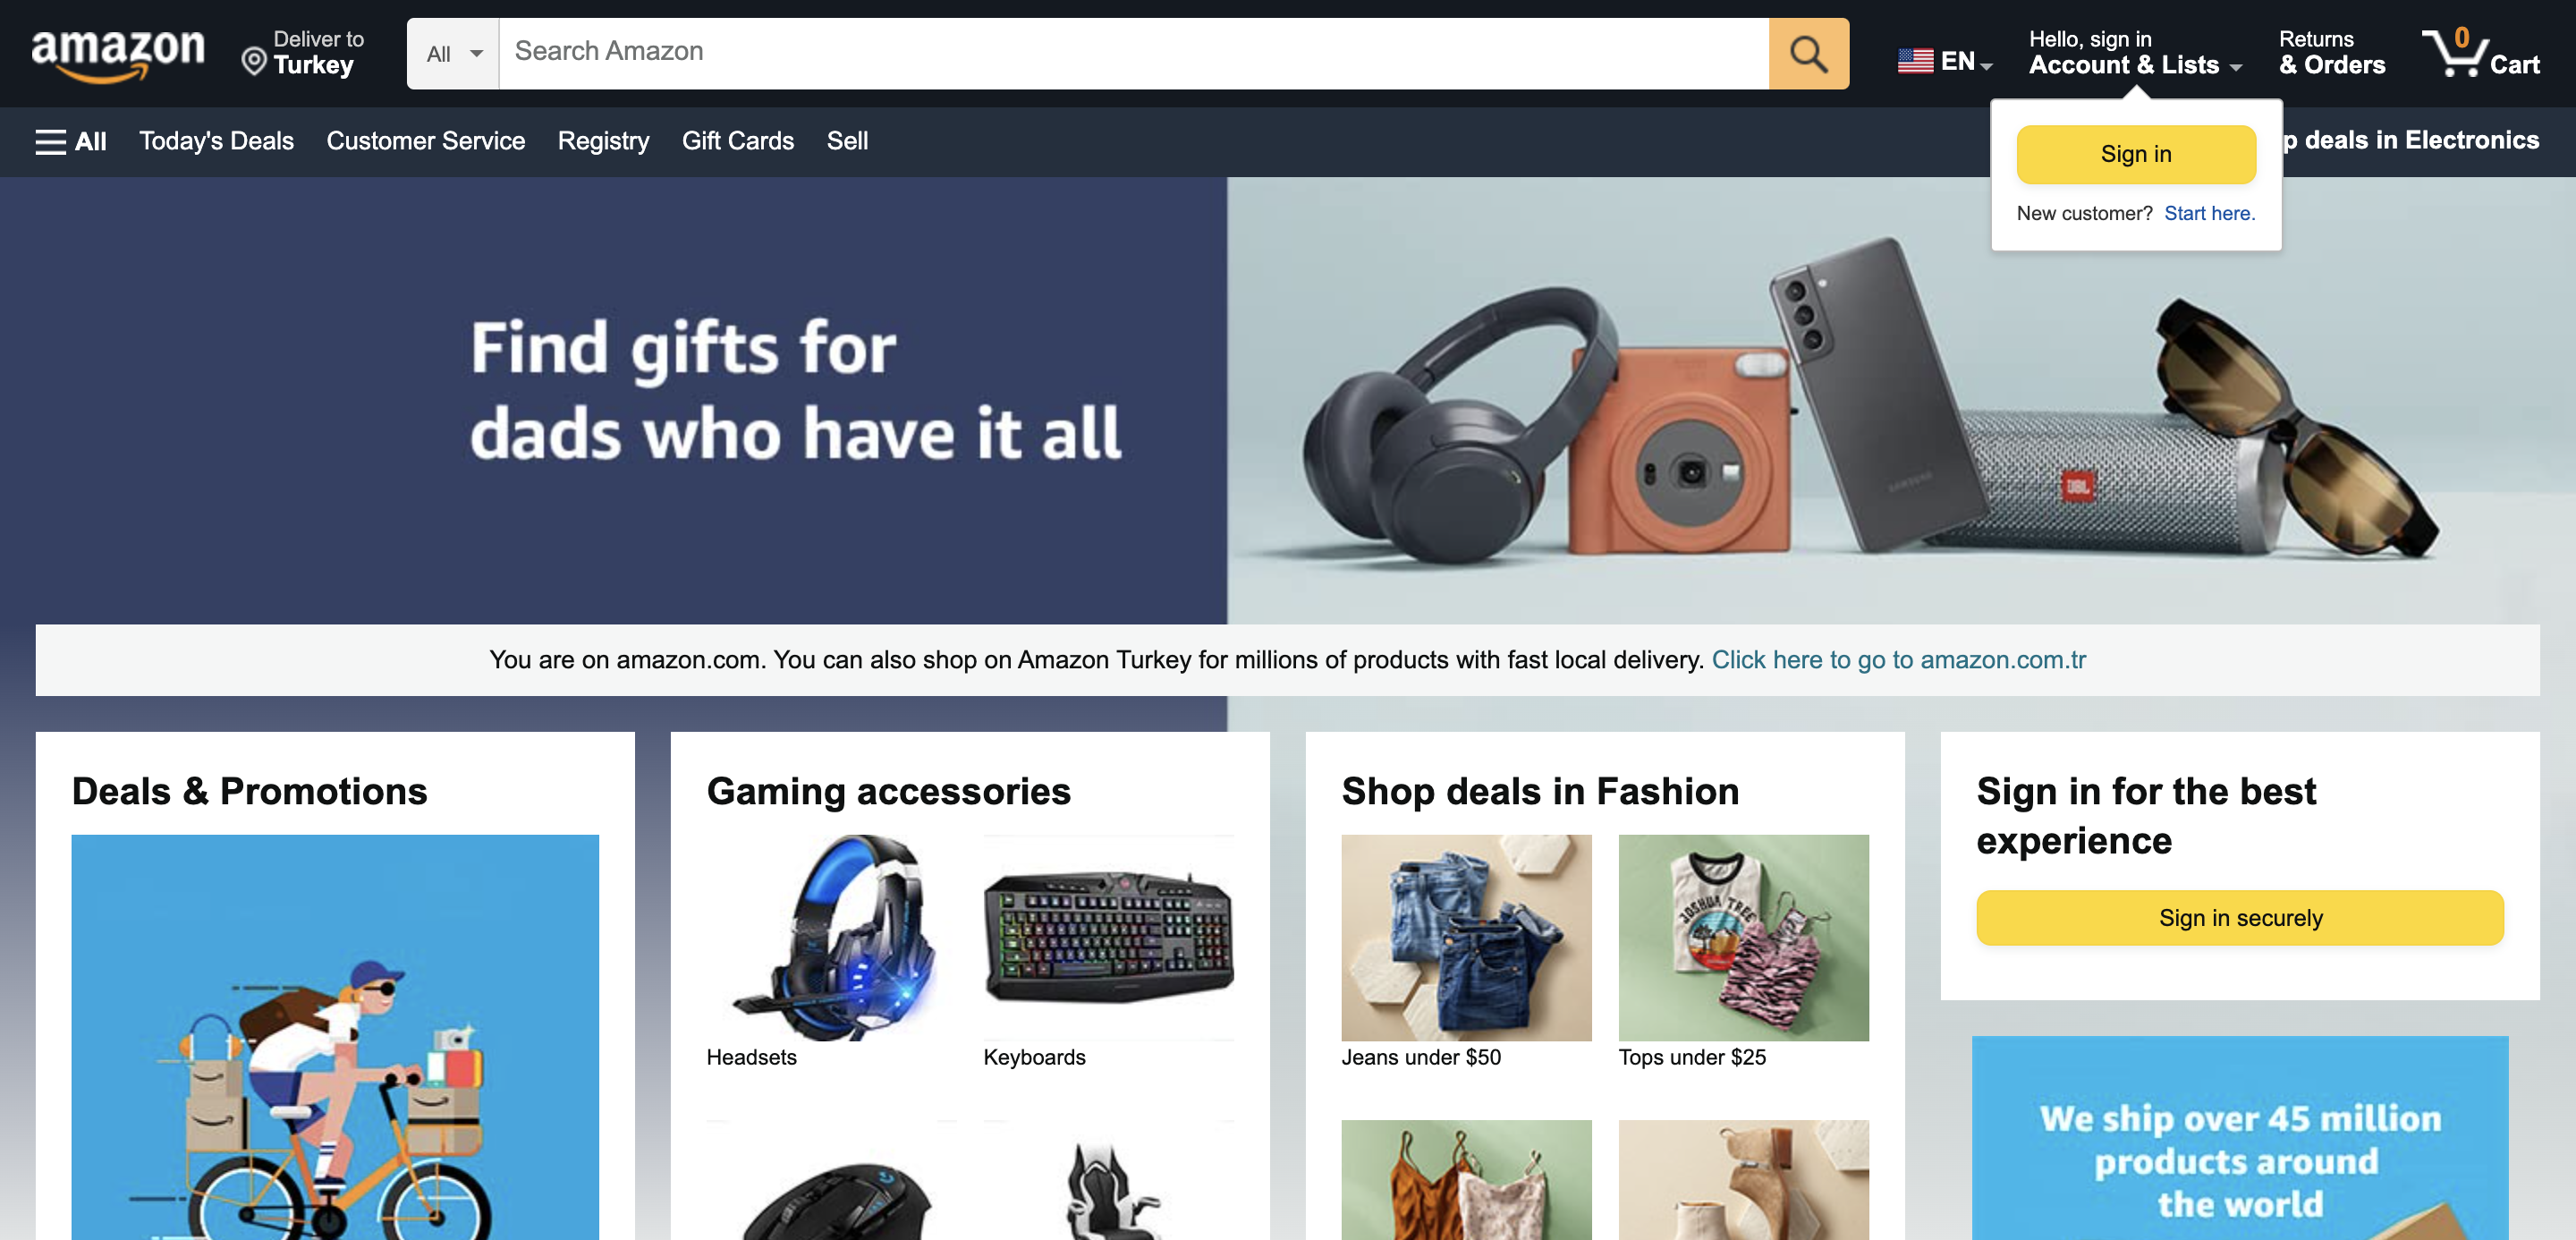 amazon
Deliver to
Turkey
All
Search Amazon
EN
Hello, sign in
Account & Lists
Returns
& Orders
0
Cart
All
Today's Deals
Customer Service
Registry
Gift Cards
Sell
p deals in Electronics
Sign in
New customer? Start here.
Find gifts for
dads who have it all
SAMSUNG
JBL
You are on amazon.com. You can also shop on Amazon Turkey for millions of products with fast local delivery. Click here to go to amazon.com.tr
Deals & Promotions
Gaming accessories
Headsets
Keyboards
Shop deals in Fashion
JOSHUA TREE
Jeans under $50
Tops under $25
Sign in for the best
experience
Sign in securely
We ship over 45 million
products around
the world